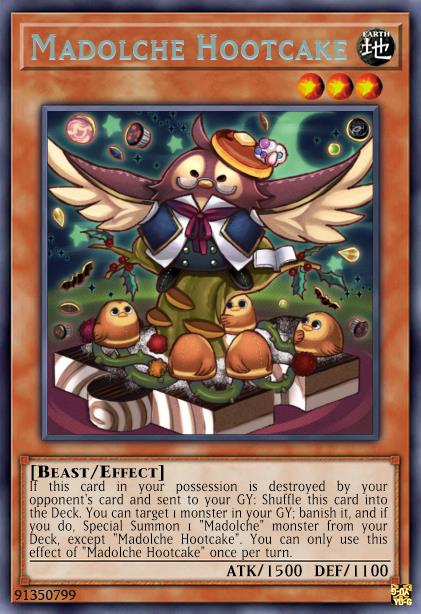 MADOLCHE HOOTCAKE
EARTH
地
[BEAST/EFFECT]
If this card in your possession is destroyed by your
opponent's card and sent to your GY: Shuffle this card into
the Deck. You can target 1 monster in your GY; banish it, and if
you do, Special Summon 1 "Madolche" monster from your
Deck, except "Madolche Hootcake". You can only use this
effect of "Madolche Hootcake" once per turn.
ATK/1500 DEF/1100
91350799